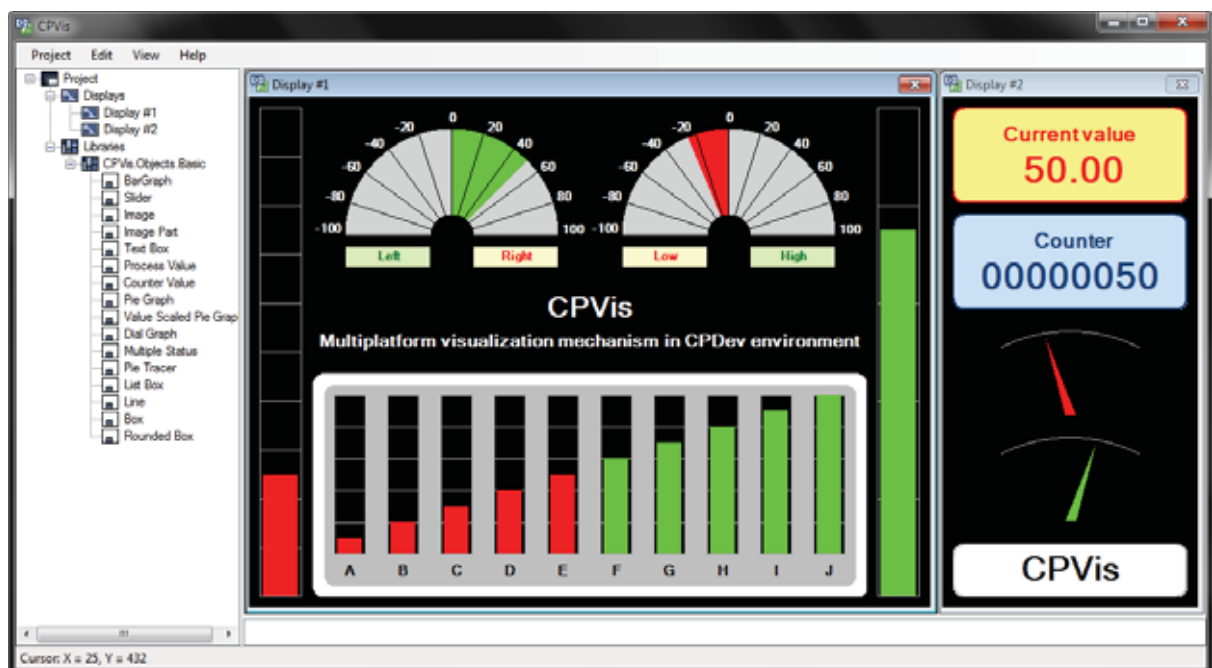 CPVis
Project Edit View Help
Project
Displays
Display #1
Display #2
Libraries
CPVis.Objects.Basic
BarGraph
Slider
Image
Image Part
Text Box
Process Value
Counter Value
Pie Graph
Value Scaled Pie Grap
Dial Graph
Multiple Status
Pie Tracer
List Box
Line
Box
Rounded Box
Display #1
-100 -80 -60 -40 -20 0 20 40 60 80 100
Left Right
-100 -80 -60 -40 -20 0 20 40 60 80 100
Low High
CPVis
Multiplatform visualization mechanism in CPDev environment
A B C D E F G H I J
Display #2
Current value
50.00
Counter
00000050
CPVis
Cursor: X = 25, Y = 432